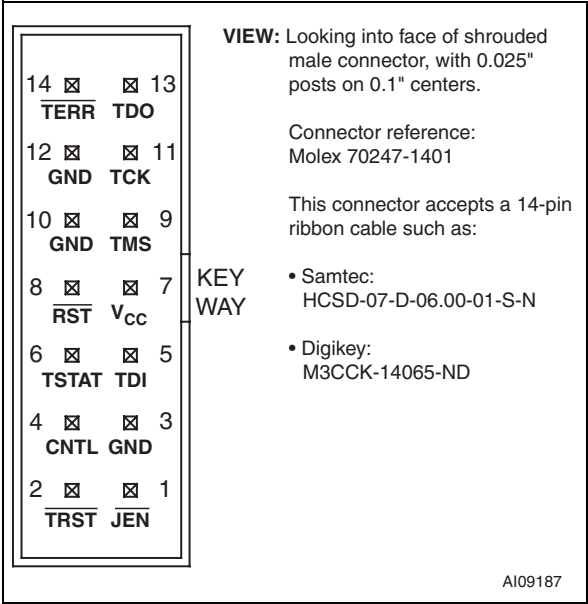 14 13
TERR TDO
12 11
GND TCK
10 9
GND TMS
8 7
RST VCC
6 5
TSTAT TDI
4 3
CNTL GND
2 1
TRST JEN
KEY
WAY
VIEW: Looking into face of shrouded
male connector, with 0.025"
posts on 0.1" centers.
Connector reference:
Molex 70247-1401
This connector accepts a 14-pin
ribbon cable such as:
• Samtec:
HCSD-07-D-06.00-01-S-N
• Digikey:
M3CCK-14065-ND
AI09187